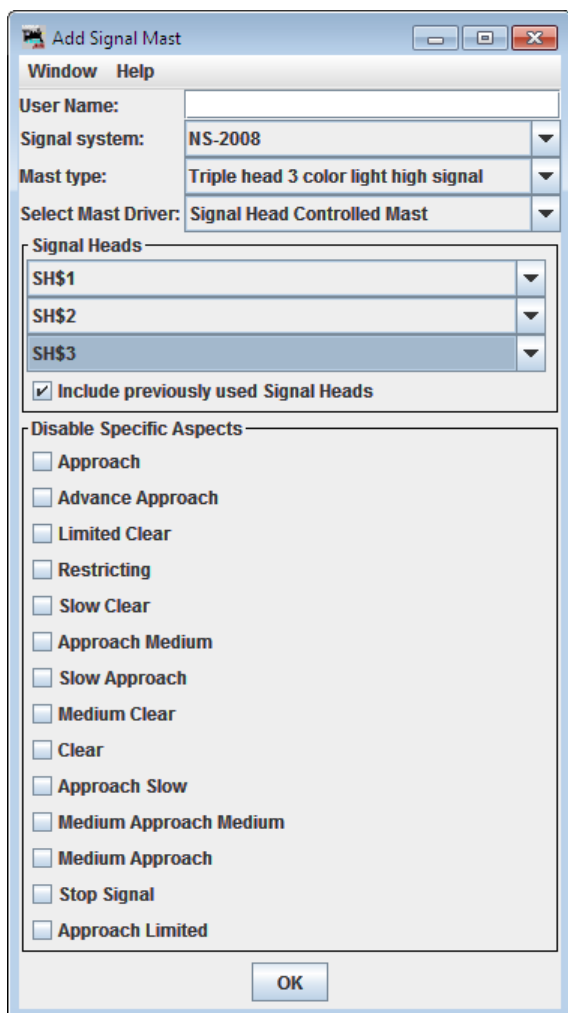 Add Signal Mast
Window Help
User Name:
Signal system: NS-2008
Mast type: Triple head 3 color light high signal
Select Mast Driver: Signal Head Controlled Mast
Signal Heads
SH$1
SH$2
SH$3
Include previously used Signal Heads
Disable Specific Aspects
Approach
Advance Approach
Limited Clear
Restricting
Slow Clear
Approach Medium
Slow Approach
Medium Clear
Clear
Approach Slow
Medium Approach Medium
Medium Approach
Stop Signal
Approach Limited
OK